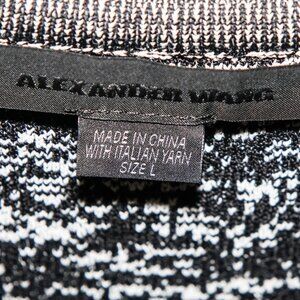 ALEXANDER WANG
MADE IN CHINA
WITH ITALIAN YARN
SIZE L